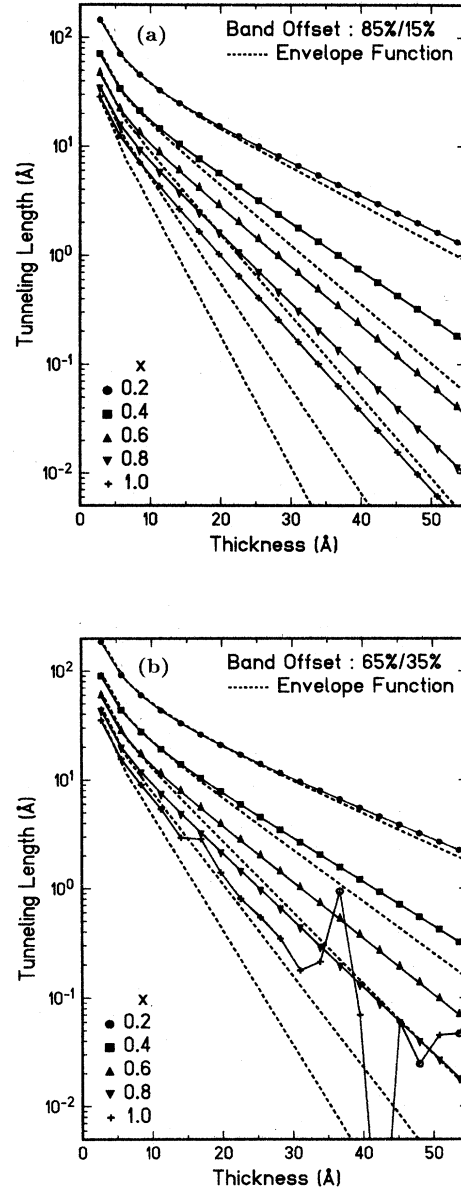 (a)
Band Offset : 85%/15%
Envelope Function
Tunneling Length (Å)
10²
10¹
10⁰
10⁻¹
10⁻²
x
0.2
0.4
0.6
0.8
1.0
0 10 20 30 40 50
Thickness (Å)
(b)
Band Offset : 65%/35%
Envelope Function
Tunneling Length (Å)
10²
10¹
10⁰
10⁻¹
10⁻²
x
0.2
0.4
0.6
0.8
1.0
0 10 20 30 40 50
Thickness (Å)